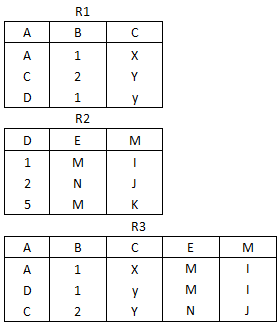 R1
A B C
A 1 X
C 2 Y
D 1 y
R2
D E M
1 M I
2 N J
5 M K
R3
A B C E M
A 1 X M I
D 1 y M I
C 2 Y N J